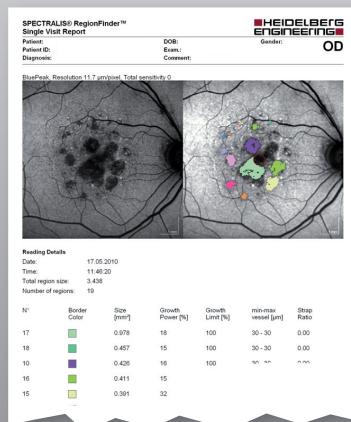 SPECTRALIS® RegionFinder™
Single Visit Report
HEIDELBERG
ENGINEERING
Patient: DOB: Gender:
Patient ID: Exam.:
OD
Diagnosis: Comment:
BluePeak, Resolution 11.7 µm/pixel, Total sensitivity 0
Reading Details
Date: 17.05.2010
Time: 11:46:20
Total region size: 3.438
Number of regions: 19
N° Border Color Size [mm²] Growth Power [%] Growth Limit [%] min-max vessel [µm] Strap Ratio
17 0.978 18 100 30 - 30 0.00
18 0.457 15 100 30 - 30 0.00
10 0.426 16 100 30 - 30 0.00
16 0.411 15
15 0.391 32